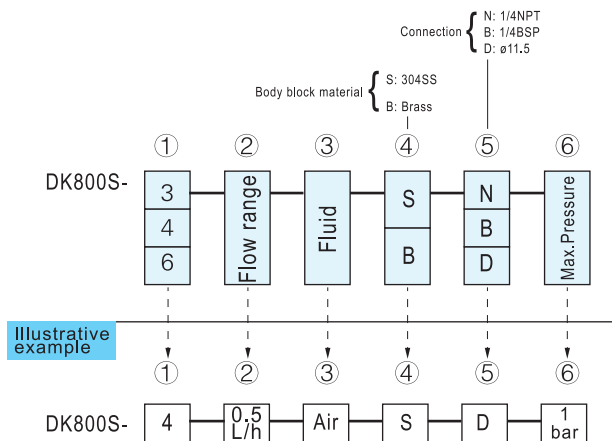 Connection { N: 1/4NPT
B: 1/4BSP
D: ø11.5
Body block material { S: 304SS
B: Brass
① ② ③ ④ ⑤ ⑥
DK800S- 3 4 6 Flow range Fluid S B N B D Max.Pressure
Illustrative
example
① ② ③ ④ ⑤ ⑥
DK800S- 4 0.5 L/h Air S D 1 bar